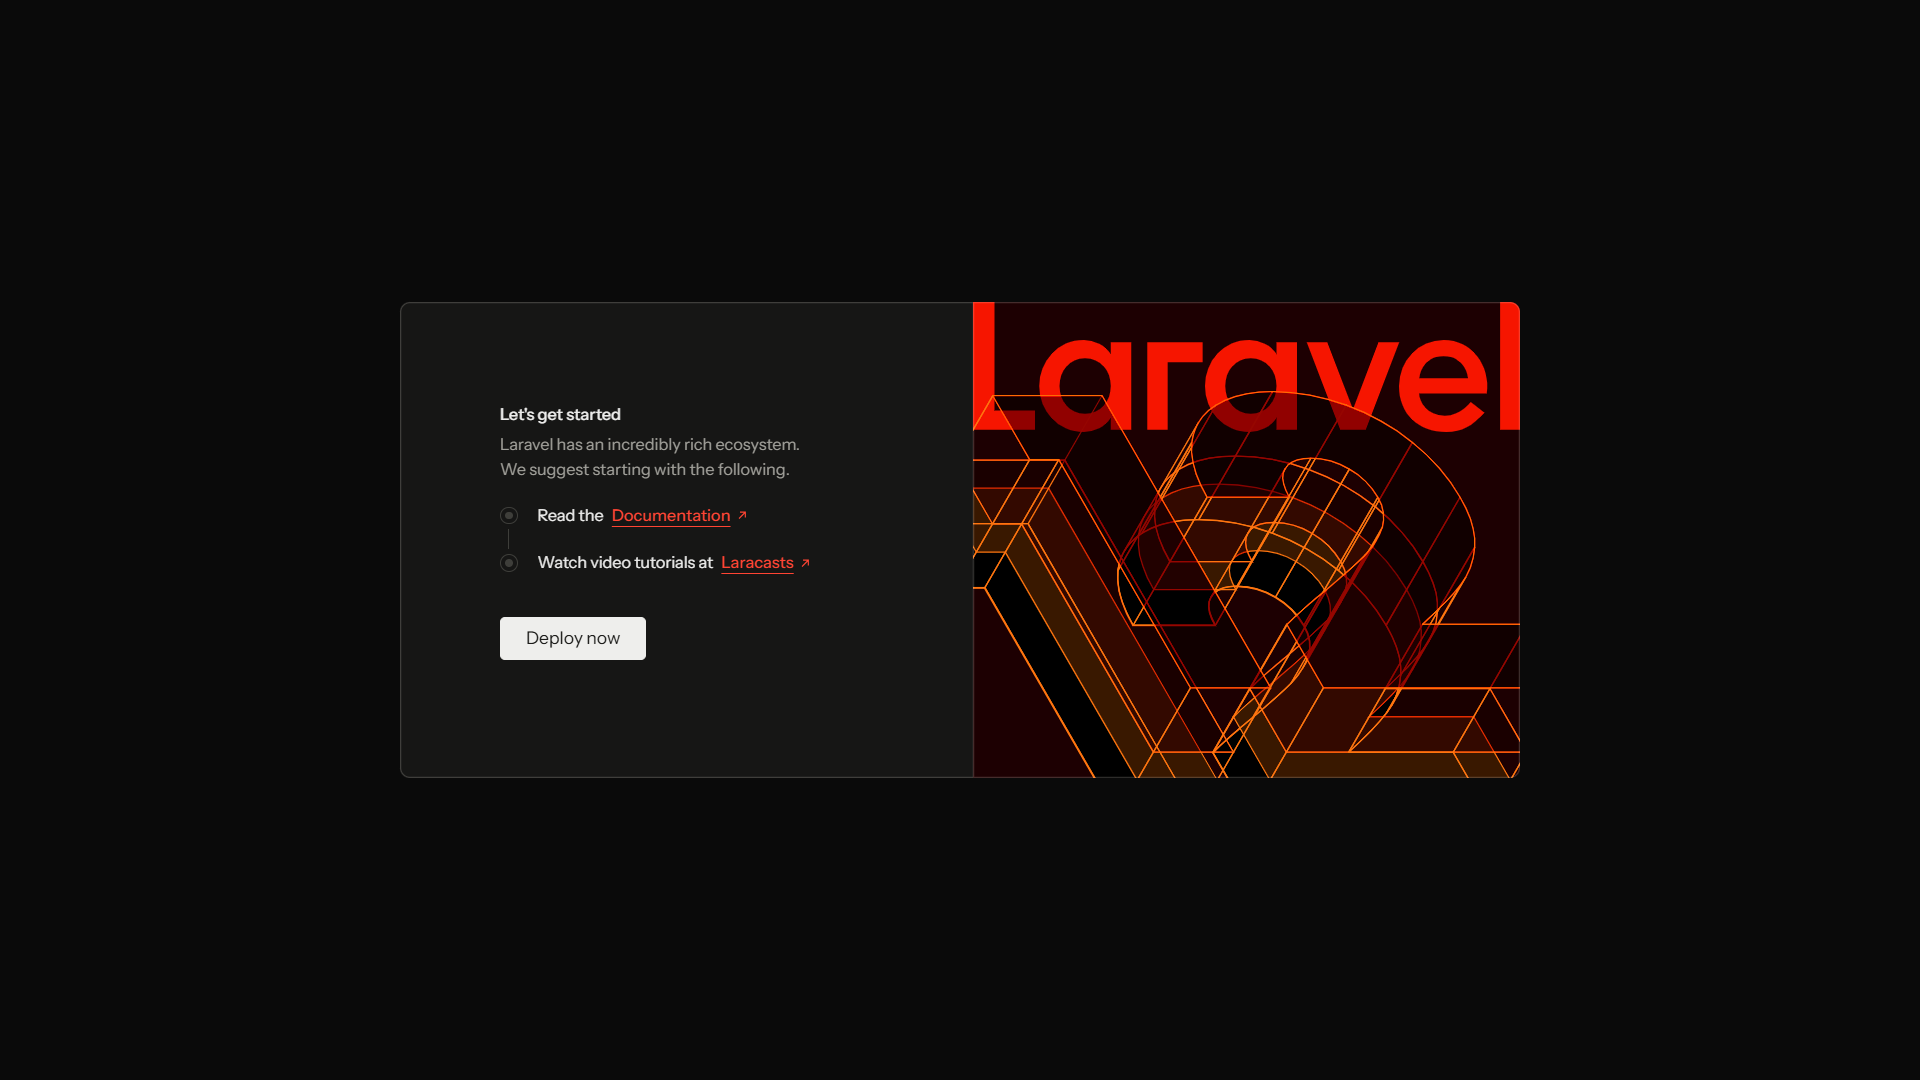 Let's get started
Laravel has an incredibly rich ecosystem.
We suggest starting with the following.
Read the Documentation
Watch video tutorials at Laracasts
Deploy now
Laravel